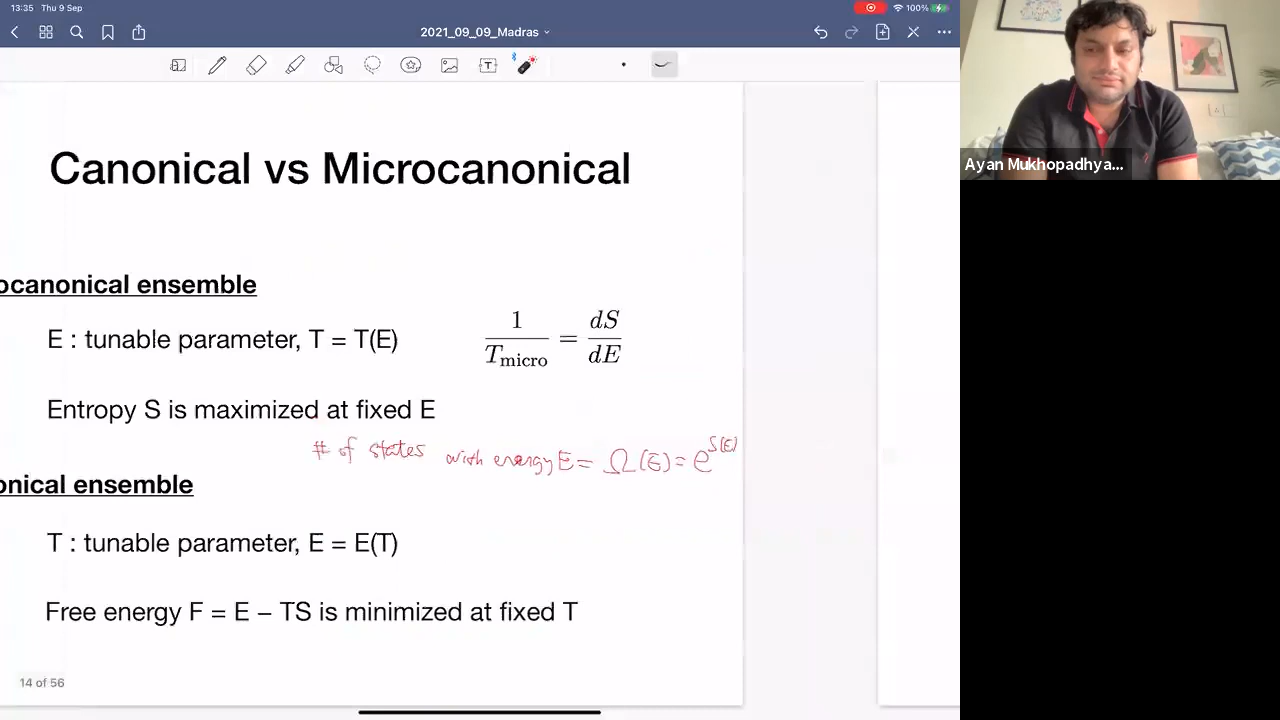 13:35 Thu 9 Sep
100%
2021_09_09_Madras
Ayan Mukhopadhya...
Canonical vs Microcanonical
ocanonical ensemble
E : tunable parameter, T = T(E)
1/T_micro = dS/dE
Entropy S is maximized at fixed E
# of states with energy E = Ω(E) = e^S(E)
onical ensemble
T : tunable parameter, E = E(T)
Free energy F = E – TS is minimized at fixed T
14 of 56